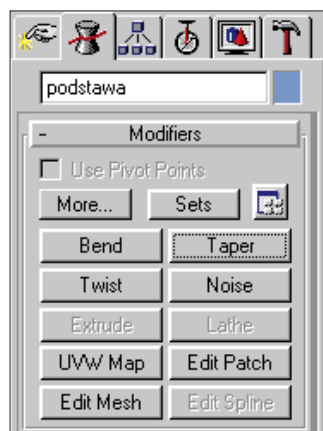 podstawa
- Modifiers
Use Pivot Points
More... Sets
Bend Taper
Twist Noise
Extrude Lathe
UVW Map Edit Patch
Edit Mesh Edit Spline